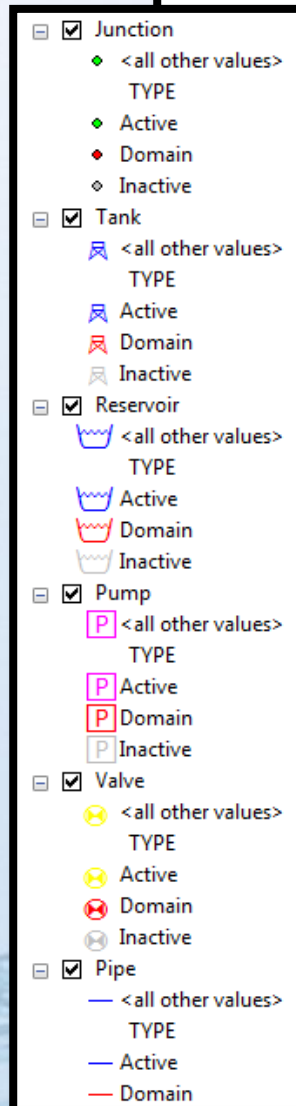 Junction
<all other values>
TYPE
Active
Domain
Inactive
Tank
<all other values>
TYPE
Active
Domain
Inactive
Reservoir
<all other values>
TYPE
Active
Domain
Inactive
Pump
P <all other values>
TYPE
P Active
P Domain
P Inactive
Valve
<all other values>
TYPE
Active
Domain
Inactive
Pipe
<all other values>
TYPE
Active
Domain